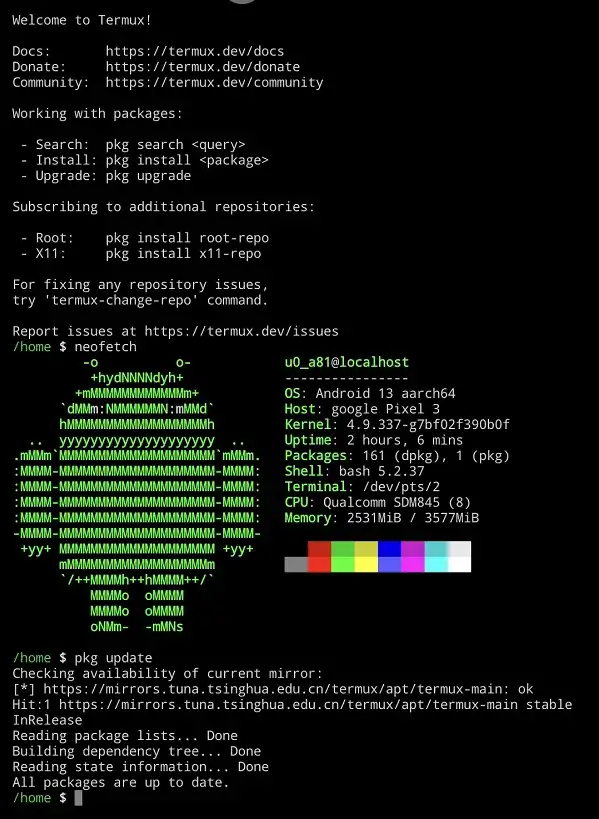 Welcome to Termux!
Docs:       https://termux.dev/docs
Donate:     https://termux.dev/donate
Community:  https://termux.dev/community
Working with packages:
 - Search:  pkg search <query>
 - Install: pkg install <package>
 - Upgrade: pkg upgrade
Subscribing to additional repositories:
 - Root:    pkg install root-repo
 - X11:     pkg install x11-repo
For fixing any repository issues,
try 'termux-change-repo' command.
Report issues at https://termux.dev/issues
/home $ neofetch
         -o          o-          u0_a81@localhost
          +hydNNNNdyh+           ----------------
        +mMMMMMMMMMMMMm+         OS: Android 13 aarch64
      `dMMm:NMMMMMMN:mMMd`       Host: google Pixel 3
      hMMMMMMMMMMMMMMMMMMh       Kernel: 4.9.337-g7bf02f390b0f
  ..  yyyyyyyyyyyyyyyyyyyy  ..   Uptime: 2 hours, 6 mins
.mMMm`MMMMMMMMMMMMMMMMMMMM`mMMm. Packages: 161 (dpkg), 1 (pkg)
:MMMM-MMMMMMMMMMMMMMMMMMMM-MMMM: Shell: bash 5.2.37
:MMMM-MMMMMMMMMMMMMMMMMMMM-MMMM: Terminal: /dev/pts/2
:MMMM-MMMMMMMMMMMMMMMMMMMM-MMMM: CPU: Qualcomm SDM845 (8)
:MMMM-MMMMMMMMMMMMMMMMMMMM-MMMM: Memory: 2531MiB / 3577MiB
-MMMM-MMMMMMMMMMMMMMMMMMMM-MMMM-
 +yy+ MMMMMMMMMMMMMMMMMMMM +yy+
      mMMMMMMMMMMMMMMMMMMm
      `/++MMMMh++hMMMM++/`
          MMMMo  oMMMM
          MMMMo  oMMMM
          oNMm-  -mMNs
/home $ pkg update
Checking availability of current mirror:
[*] https://mirrors.tuna.tsinghua.edu.cn/termux/apt/termux-main: ok
Hit:1 https://mirrors.tuna.tsinghua.edu.cn/termux/apt/termux-main stable
InRelease
Reading package lists... Done
Building dependency tree... Done
Reading state information... Done
All packages are up to date.
/home $